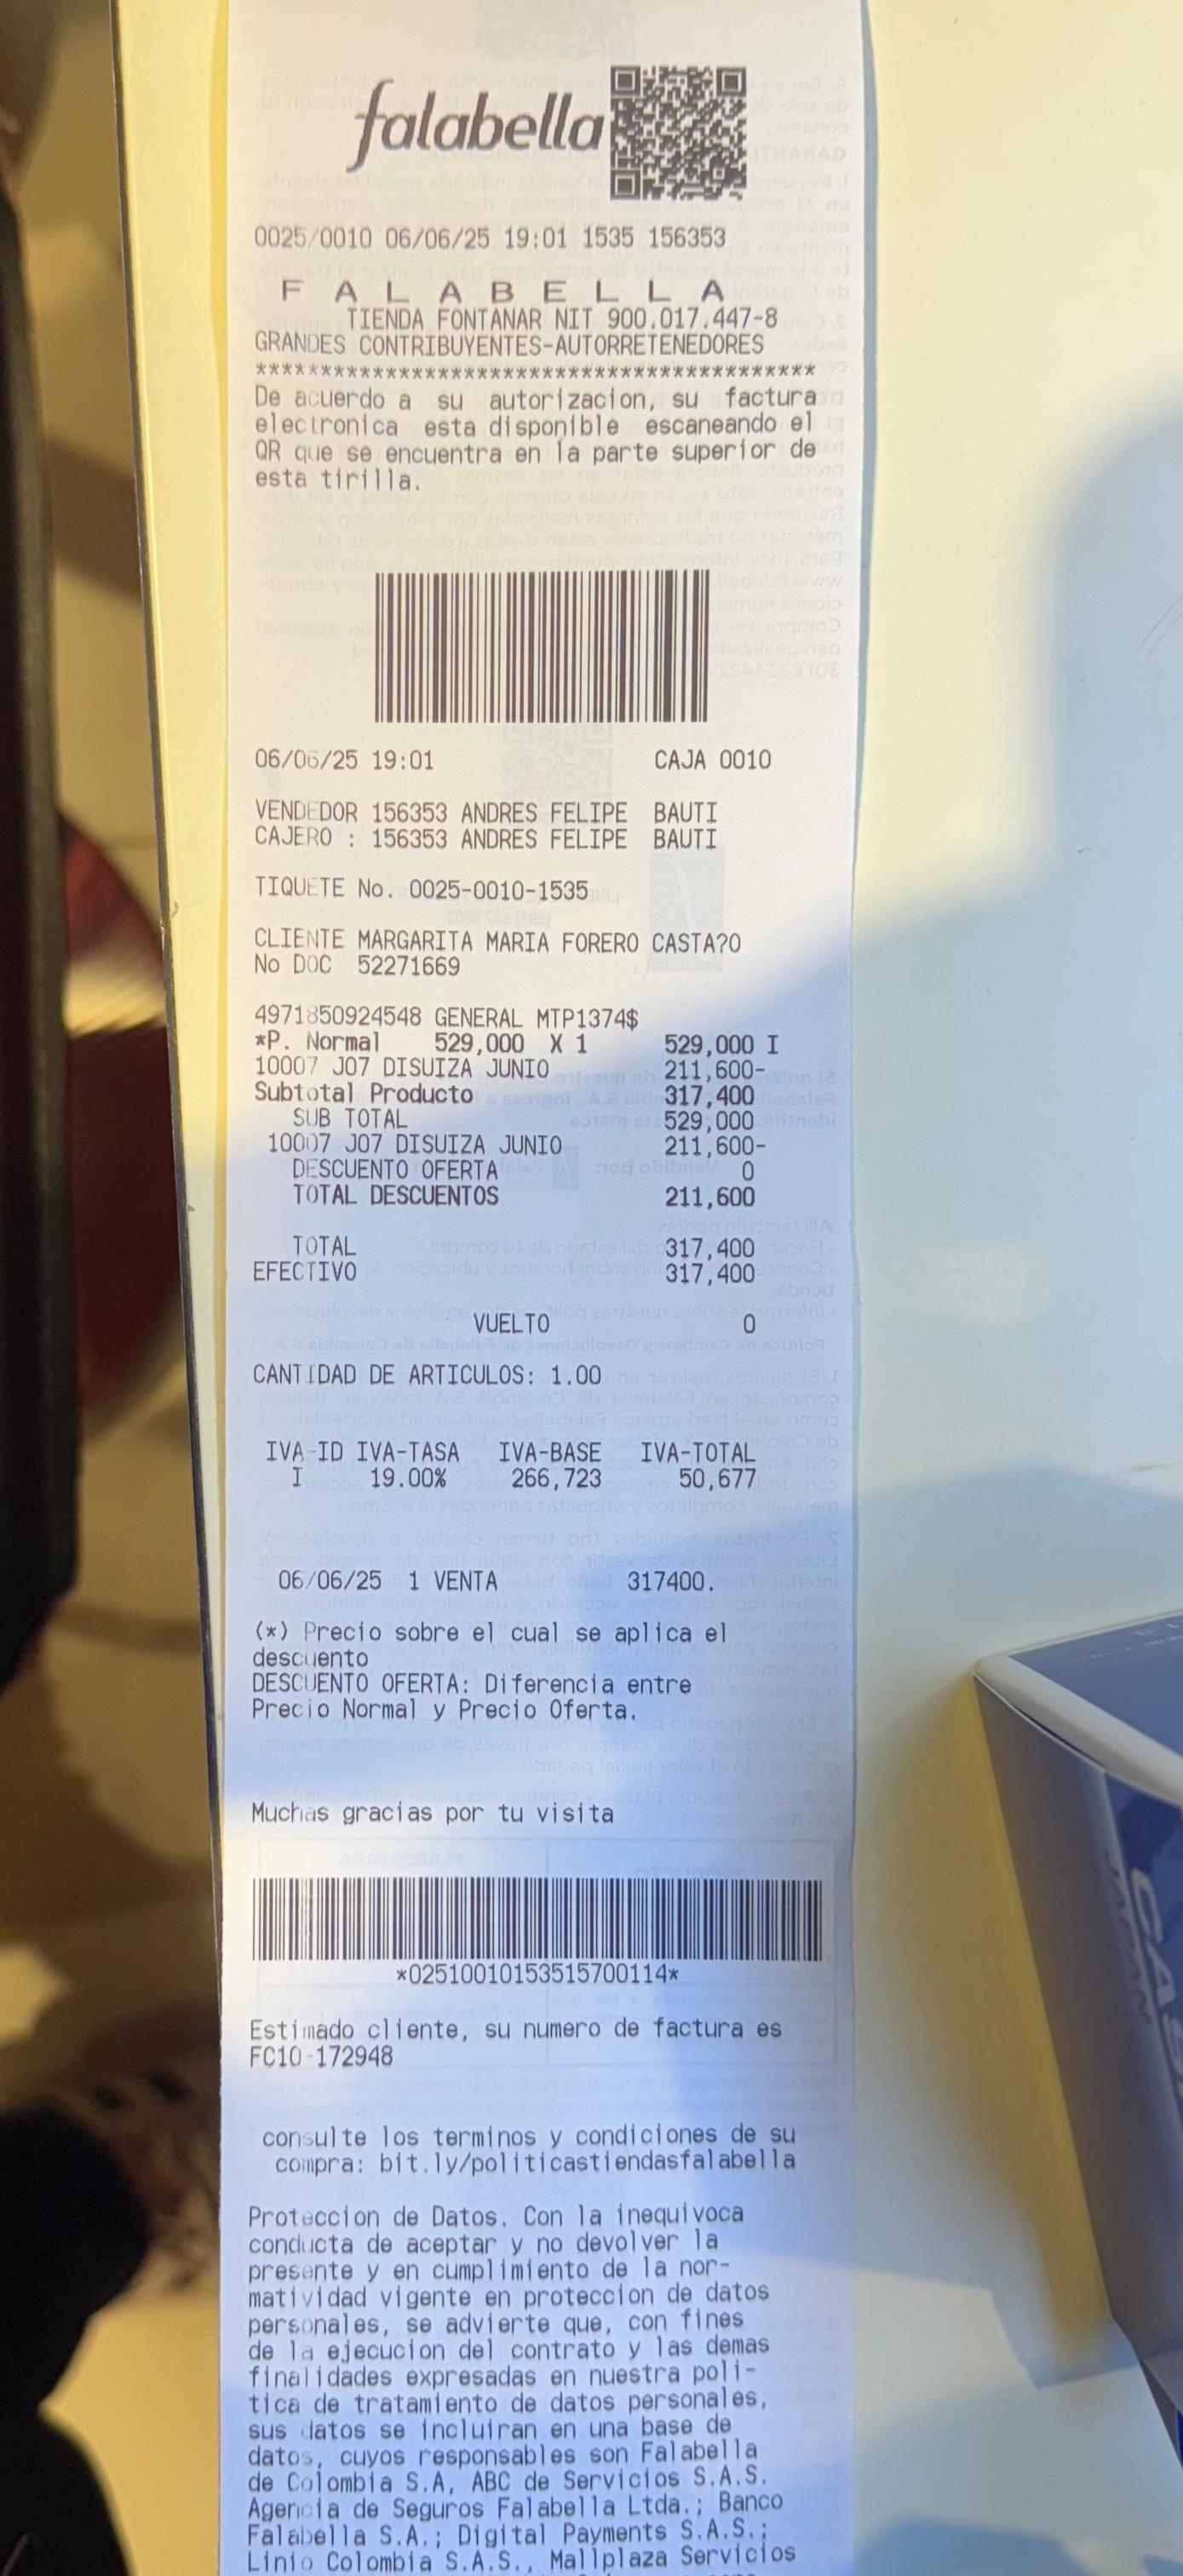 falabella
0025/0010 06/06/25 19:01 1535 156353
F A L A B E L L A
TIENDA FONTANAR NIT 900.017.447-8
GRANDES CONTRIBUYENTES-AUTORRETENEDORES
********************************************
De acuerdo a su autorizacion, su factura
electronica esta disponible escaneando el
QR que se encuentra en la parte superior de
esta tirilla.
06/06/25 19:01 CAJA 0010
VENDEDOR 156353 ANDRES FELIPE BAUTI
CAJERO : 156353 ANDRES FELIPE BAUTI
TIQUETE No. 0025-0010-1535
CLIENTE MARGARITA MARIA FORERO CASTA?O
No DOC 52271669
4971850924548 GENERAL MTP1374$
*P. Normal 529,000 X 1 529,000 I
10007 J07 DISUIZA JUNIO 211,600-
Subtotal Producto 317,400
SUB TOTAL 529,000
10007 J07 DISUIZA JUNIO 211,600-
DESCUENTO OFERTA 0
TOTAL DESCUENTOS 211,600
TOTAL 317,400
EFECTIVO 317,400
VUELTO 0
CANTIDAD DE ARTICULOS: 1.00
IVA-ID IVA-TASA IVA-BASE IVA-TOTAL
I 19.00% 266,723 50,677
06/06/25 1 VENTA 317400.
(*) Precio sobre el cual se aplica el
descuento
DESCUENTO OFERTA: Diferencia entre
Precio Normal y Precio Oferta.
Muchas gracias por tu visita
*02510010153515700114*
Estimado cliente, su numero de factura es
FC10-172948
consulte los terminos y condiciones de su
compra: bit.ly/politicastiendasfalabella
Proteccion de Datos. Con la inequivoca
conducta de aceptar y no devolver la
presente y en cumplimiento de la nor-
matividad vigente en proteccion de datos
personales, se advierte que, con fines
de la ejecucion del contrato y las demas
finalidades expresadas en nuestra poli-
tica de tratamiento de datos personales,
sus datos se incluiran en una base de
datos, cuyos responsables son Falabella
de Colombia S.A, ABC de Servicios S.A.S.
Agencia de Seguros Falabella Ltda.; Banco
Falabella S.A.; Digital Payments S.A.S.;
Linio Colombia S.A.S., Mallplaza Servicios